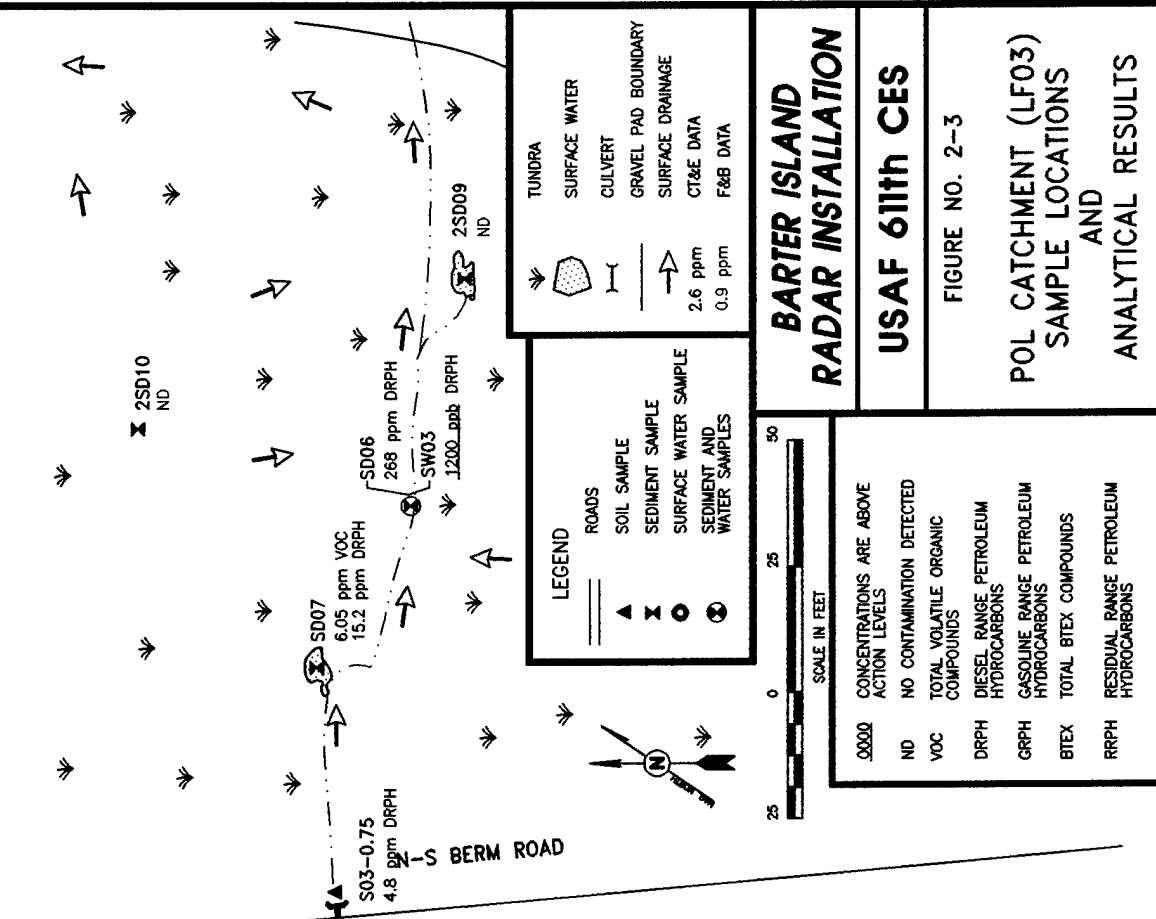 2SD10
ND
2SD09
ND
SD06
268 ppm DRPH
SW03
1200 ppb DRPH
SD07
6.05 ppm VOC
15.2 ppm DRPH
S03-0.75
4.8 ppm DRPH
N-S BERM ROAD
N
TUNDRA
SURFACE WATER
CULVERT
GRAVEL PAD BOUNDARY
SURFACE DRAINAGE
2.6 ppm CT&E DATA
0.9 ppm F&B DATA
LEGEND
ROADS
SOIL SAMPLE
SEDIMENT SAMPLE
SURFACE WATER SAMPLE
SEDIMENT AND
WATER SAMPLES
25 0 25 50
SCALE IN FEET
0000 CONCENTRATIONS ARE ABOVE
ACTION LEVELS
ND NO CONTAMINATION DETECTED
VOC TOTAL VOLATILE ORGANIC
COMPOUNDS
DRPH DIESEL RANGE PETROLEUM
HYDROCARBONS
GRPH GASOLINE RANGE PETROLEUM
HYDROCARBONS
BTEX TOTAL BTEX COMPOUNDS
RRPH RESIDUAL RANGE PETROLEUM
HYDROCARBONS
BARTER ISLAND
RADAR INSTALLATION
USAF 611th CES
FIGURE NO. 2-3
POL CATCHMENT (LF03)
SAMPLE LOCATIONS
AND
ANALYTICAL RESULTS